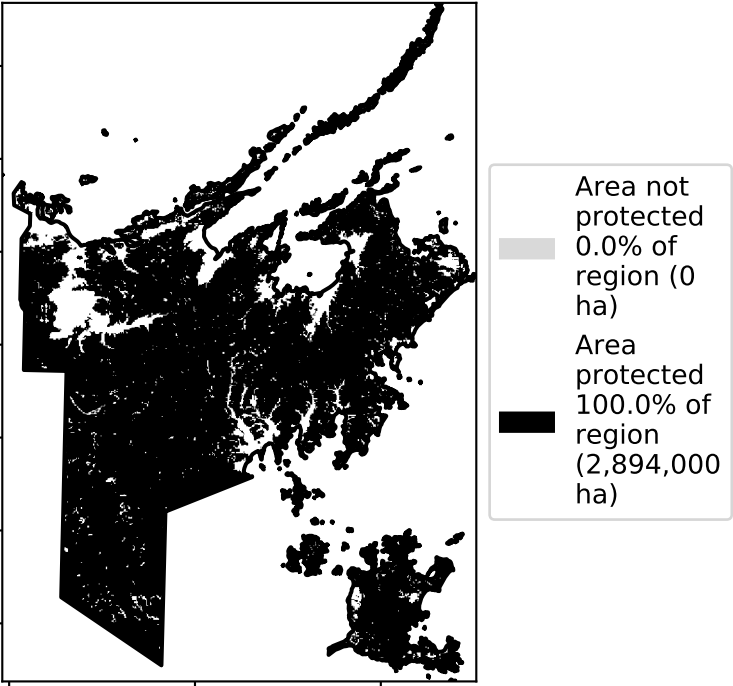 Area not
protected
0.0% of
region (0
ha)
Area
protected
100.0% of
region
(2,894,000
ha)